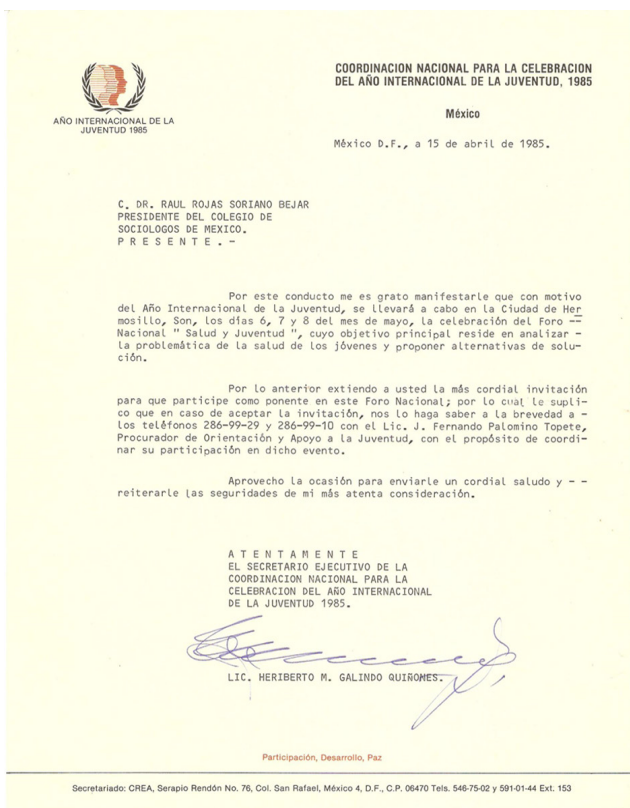 COORDINACION NACIONAL PARA LA CELEBRACION
DEL AÑO INTERNACIONAL DE LA JUVENTUD, 1985
México
AÑO INTERNACIONAL DE LA
JUVENTUD 1985
México D.F., a 15 de abril de 1985.
C. DR. RAUL ROJAS SORIANO BEJAR
PRESIDENTE DEL COLEGIO DE
SOCIOLOGOS DE MEXICO.
P R E S E N T E . -
Por este conducto me es grato manifestarle que con motivo
del Año Internacional de la Juventud, se llevará a cabo en la Ciudad de Her
mosillo, Son, los días 6, 7 y 8 del mes de mayo, la celebración del Foro --
Nacional " Salud y Juventud ", cuyo objetivo principal reside en analizar -
la problemática de la salud de los jóvenes y proponer alternativas de solu-
ción.
Por lo anterior extiendo a usted la más cordial invitación
para que participe como ponente en este Foro Nacional; por lo cual le supli-
co que en caso de aceptar la invitación, nos lo haga saber a la brevedad a -
los teléfonos 286-99-29 y 286-99-10 con el Lic. J. Fernando Palomino Topete,
Procurador de Orientación y Apoyo a la Juventud, con el propósito de coordi-
nar su participación en dicho evento.
Aprovecho la ocasión para enviarle un cordial saludo y - -
reiterarle las seguridades de mi más atenta consideración.
A T E N T A M E N T E
EL SECRETARIO EJECUTIVO DE LA
COORDINACION NACIONAL PARA LA
CELEBRACION DEL AÑO INTERNACIONAL
DE LA JUVENTUD 1985.
LIC. HERIBERTO M. GALINDO QUIÑONES.
Participación, Desarrollo, Paz
Secretariado: CREA, Serapio Rendón No. 76, Col. San Rafael, México 4, D.F., C.P. 06470 Tels. 546-75-02 y 591-01-44 Ext. 153